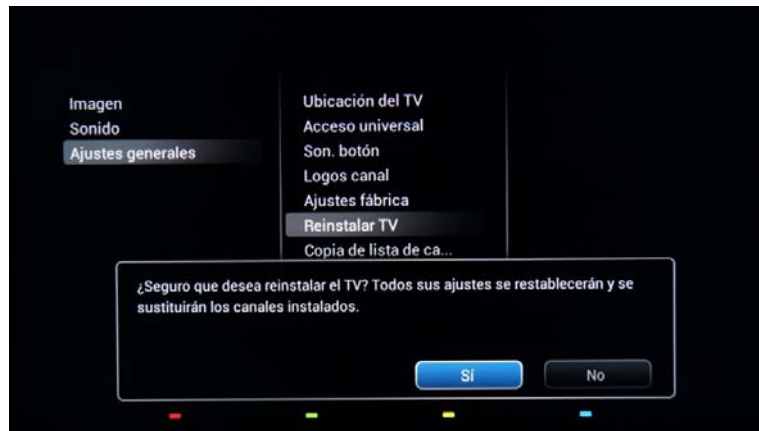 Imagen
Sonido
Ajustes generales
Ubicación del TV
Acceso universal
Son. botón
Logos canal
Ajustes fábrica
Reinstalar TV
Copia de lista de ca...
¿Seguro que desea reinstalar el TV? Todos sus ajustes se restablecerán y se
sustituirán los canales instalados.
Sí
No